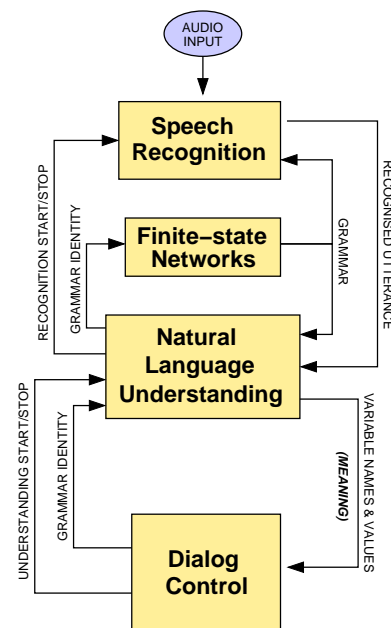 AUDIO
INPUT
Speech
Recognition
RECOGNITION START/STOP
GRAMMAR IDENTITY
Finite–state
Networks
GRAMMAR
RECOGNISED UTTERANCE
Natural
Language
Understanding
UNDERSTANDING START/STOP
GRAMMAR IDENTITY
(MEANING)
VARIABLE NAMES & VALUES
Dialog
Control